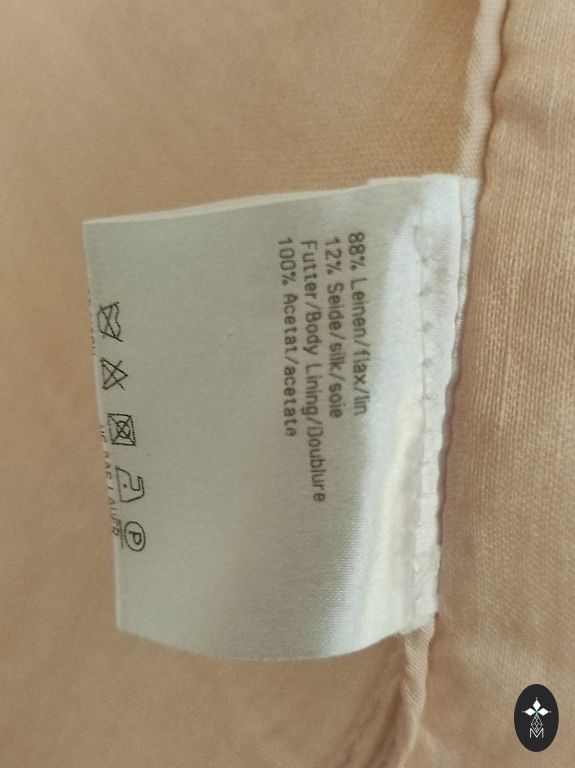 88% Leinen/flax/lin
12% Seide/silk/soie
Futter/Body Lining/Doublure
100% Acetat/acetate
P
M